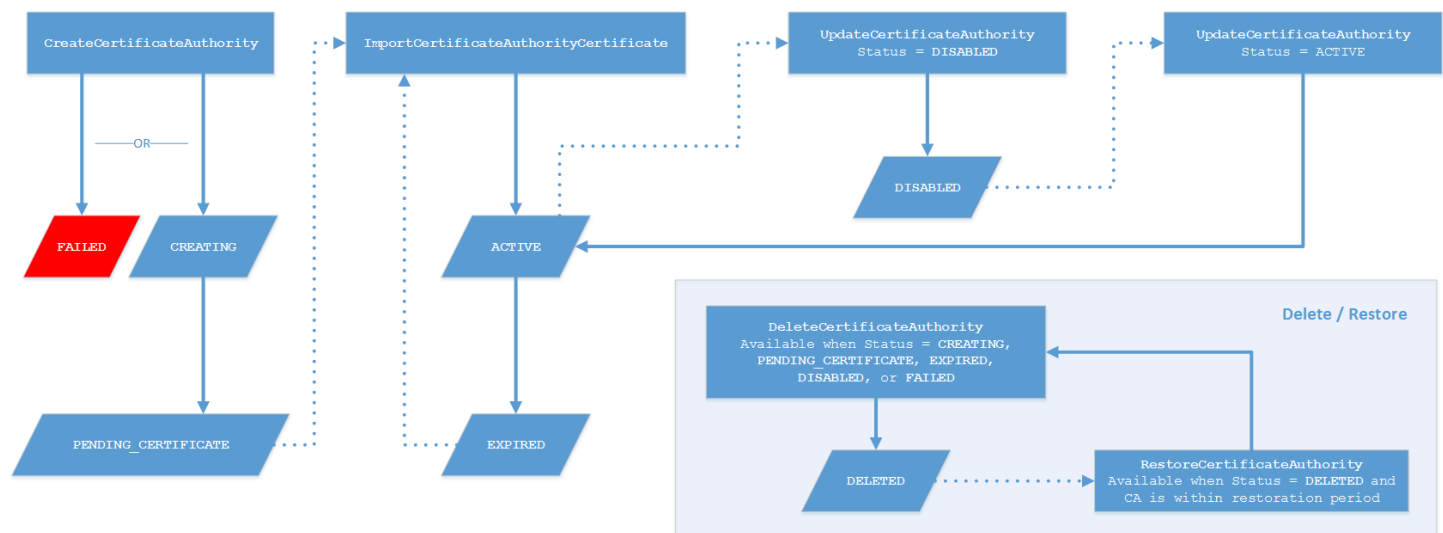 CreateCertificateAuthority
ImportCertificateAuthorityCertificate
UpdateCertificateAuthority
Status = DISABLED
UpdateCertificateAuthority
Status = ACTIVE
OR
DISABLED
FAILED
CREATING
ACTIVE
Delete / Restore
DeleteCertificateAuthority
Available when Status = CREATING,
PENDING_CERTIFICATE, EXPIRED,
DISABLED, or FAILED
PENDING_CERTIFICATE
EXPIRED
DELETED
RestoreCertificateAuthority
Available when Status = DELETED and
CA is within restoration period